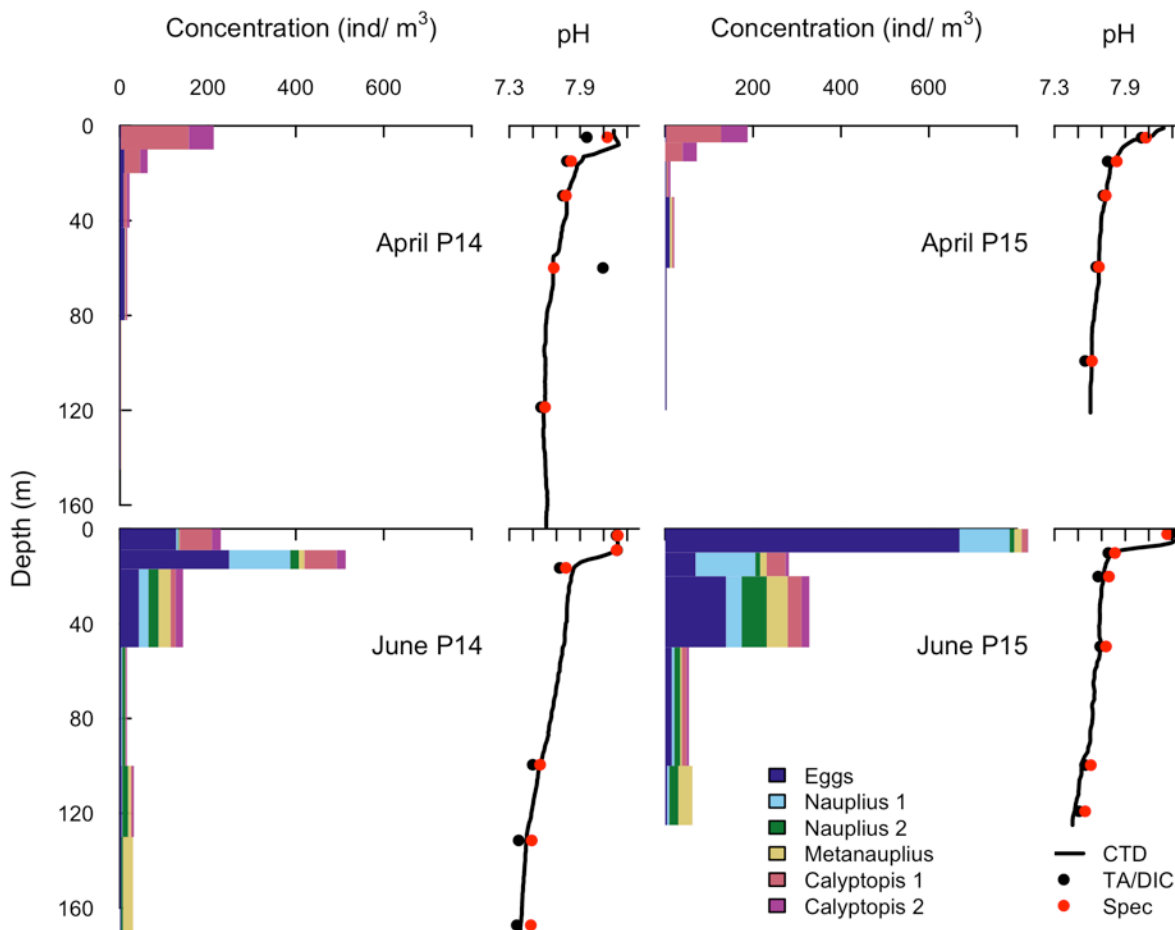 Concentration (ind/ m³) pH Concentration (ind/ m³) pH
0 200 400 600 7.3 7.9 200 400 600 7.3 7.9
0
40
April P14 April P15
80
120
160
Depth (m)
0
40
June P14 June P15
80
120
160
Eggs
Nauplius 1
Nauplius 2
Metanauplius
Calyptopis 1
Calyptopis 2
CTD
TA/DIC
Spec